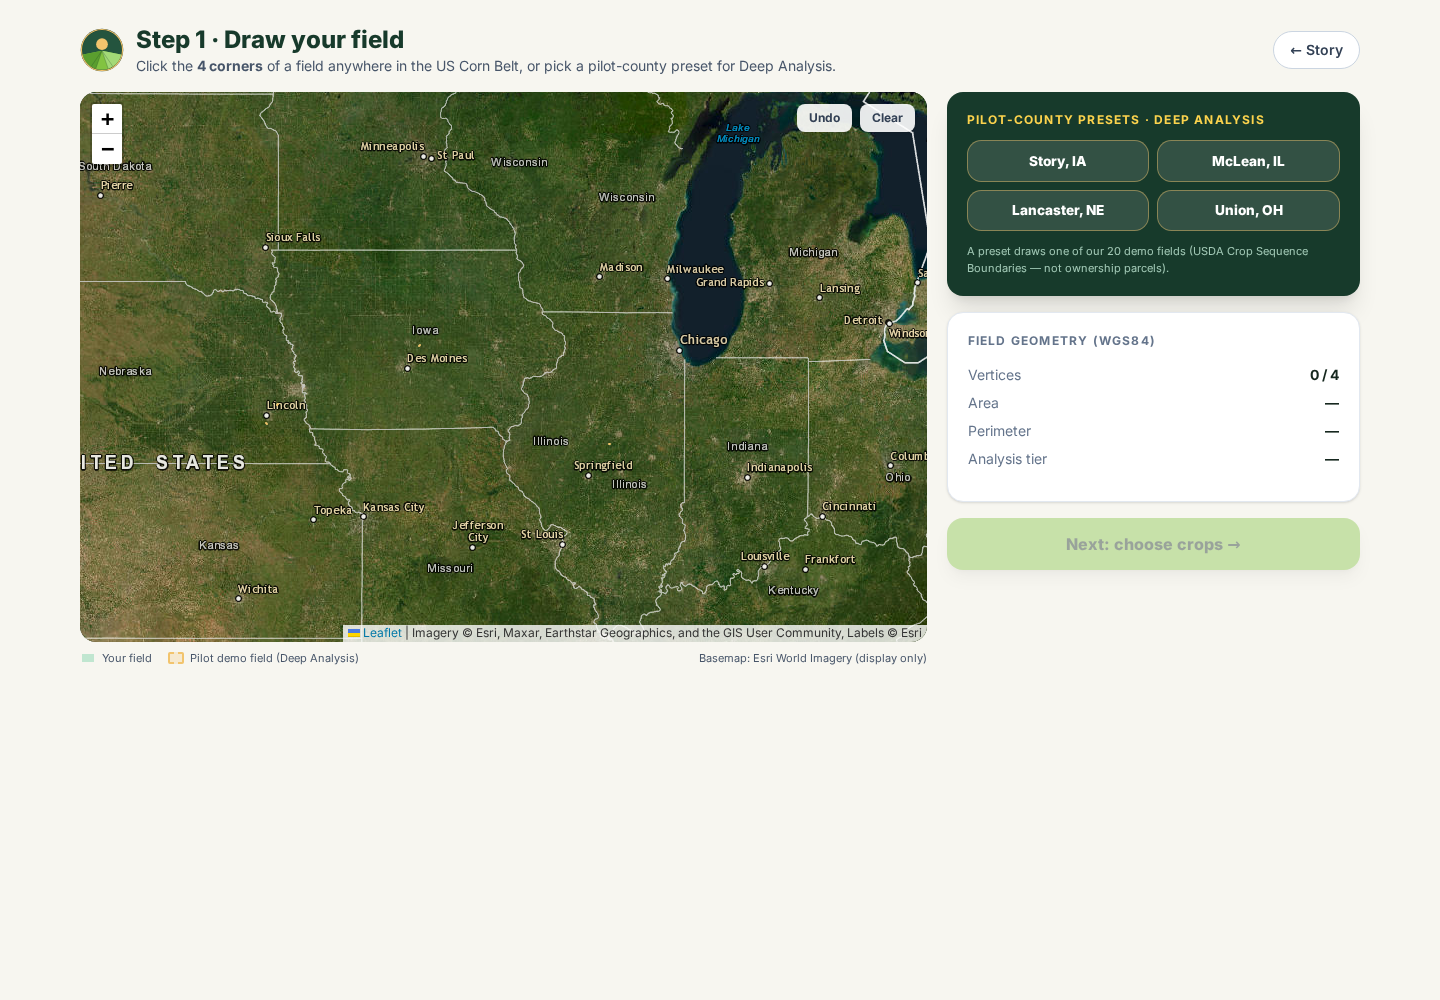 Step 1 · Draw your field
Click the 4 corners of a field anywhere in the US Corn Belt, or pick a pilot-county preset for Deep Analysis.
← Story
+
−
Undo
Clear
Lake
Michigan
Minneapolis
St Paul
Wisconsin
South Dakota
Pierre
Wisconsin
Sioux Falls
Michigan
Madison
Milwaukee
Grand Rapids
Lansing
Sa
Detroit
Windsor
Iowa
Chicago
Des Moines
Nebraska
Lincoln
Illinois
Indiana
ITED STATES
Springfield
Indianapolis
Columb
Ohio
Illinois
Topeka
Kansas City
Cincinnati
Jefferson
City
St Louis
Kansas
Louisville
Frankfort
Missouri
Wichita
Kentucky
Leaflet | Imagery © Esri, Maxar, Earthstar Geographics, and the GIS User Community, Labels © Esri
Your field
Pilot demo field (Deep Analysis)
Basemap: Esri World Imagery (display only)
PILOT-COUNTY PRESETS · DEEP ANALYSIS
Story, IA
McLean, IL
Lancaster, NE
Union, OH
A preset draws one of our 20 demo fields (USDA Crop Sequence
Boundaries — not ownership parcels).
FIELD GEOMETRY (WGS84)
Vertices 0 / 4
Area —
Perimeter —
Analysis tier —
Next: choose crops →